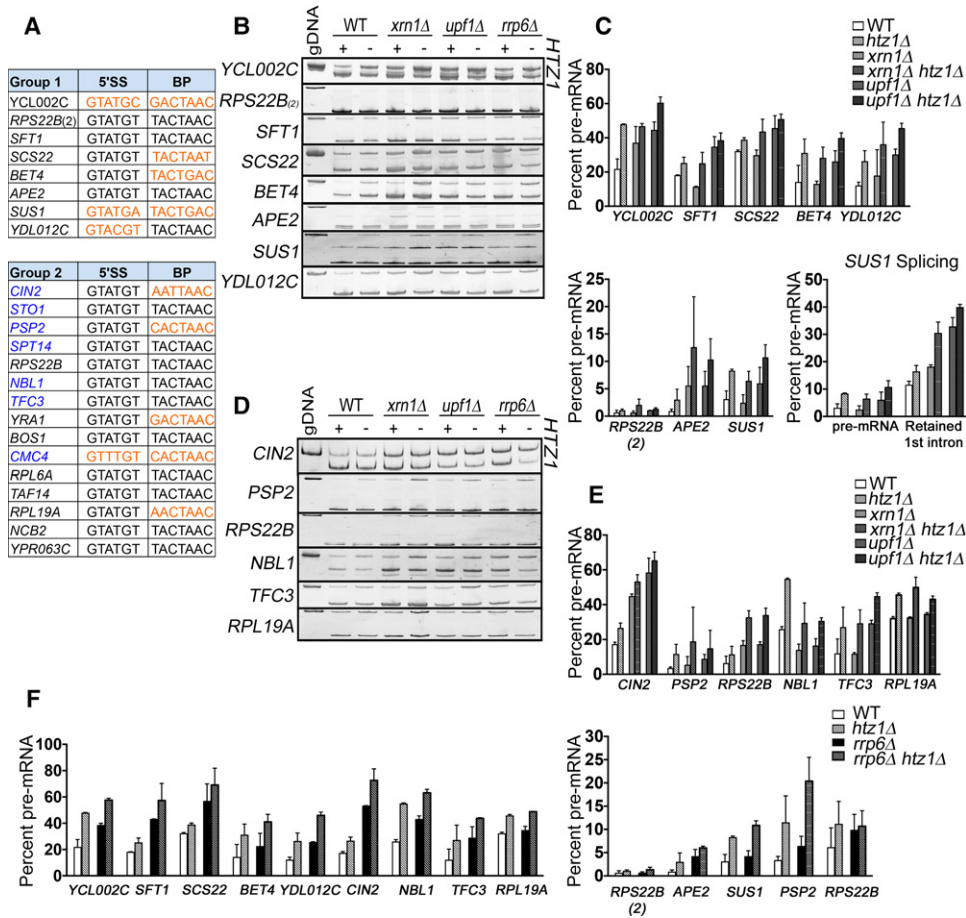 A
Group 1 5'SS BP
YCL002C GTATGC GACTAAC
RPS22B(2) GTATGT TACTAAC
SFT1 GTATGT TACTAAC
SCS22 GTATGT TACTAAT
BET4 GTATGT TACTGAC
APE2 GTATGT TACTAAC
SUS1 GTATGA TACTGAC
YDL012C GTACGT TACTAAC
Group 2 5'SS BP
CIN2 GTATGT AATTAAC
STO1 GTATGT TACTAAC
PSP2 GTATGT CACTAAC
SPT14 GTATGT TACTAAC
RPS22B GTATGT TACTAAC
NBL1 GTATGT TACTAAC
TFC3 GTATGT TACTAAC
YRA1 GTATGT GACTAAC
BOS1 GTATGT TACTAAC
CMC4 GTTTGT CACTAAC
RPL6A GTATGT TACTAAC
TAF14 GTATGT TACTAAC
RPL19A GTATGT AACTAAC
NCB2 GTATGT TACTAAC
YPR063C GTATGT TACTAAC
B
gDNA WT xrn1Δ upf1Δ rrp6Δ
+ - + - + - + - HTZ1
YCL002C
RPS22B(2)
SFT1
SCS22
BET4
APE2
SUS1
YDL012C
C
WT
htz1Δ
xrn1Δ
xrn1Δ htz1Δ
upf1Δ
upf1Δ htz1Δ
Percent pre-mRNA
80
60
40
20
0
YCL002C SFT1 SCS22 BET4 YDL012C
Percent pre-mRNA
25
20
15
10
5
0
RPS22B (2) APE2 SUS1
SUS1 Splicing
Percent pre-mRNA
50
40
30
20
10
0
pre-mRNA Retained 1st intron
D
gDNA WT xrn1Δ upf1Δ rrp6Δ
+ - + - + - + - HTZ1
CIN2
PSP2
RPS22B
NBL1
TFC3
RPL19A
E
WT
htz1Δ
xrn1Δ
xrn1Δ htz1Δ
upf1Δ
upf1Δ htz1Δ
Percent pre-mRNA
80
60
40
20
0
CIN2 PSP2 RPS22B NBL1 TFC3 RPL19A
F
Percent pre-mRNA
100
80
60
40
20
0
YCL002C SFT1 SCS22 BET4 YDL012C CIN2 NBL1 TFC3 RPL19A
WT
htz1Δ
rrp6Δ
rrp6Δ htz1Δ
Percent pre-mRNA
30
25
20
15
10
5
0
RPS22B (2) APE2 SUS1 PSP2 RPS22B